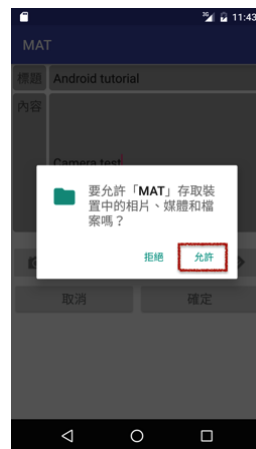 3G 11:43
MAT
標題 Android tutorial
內容
Camera test
要允許「MAT」存取裝
置中的相片、媒體和檔
案嗎？
拒絕 允許
取消 確定